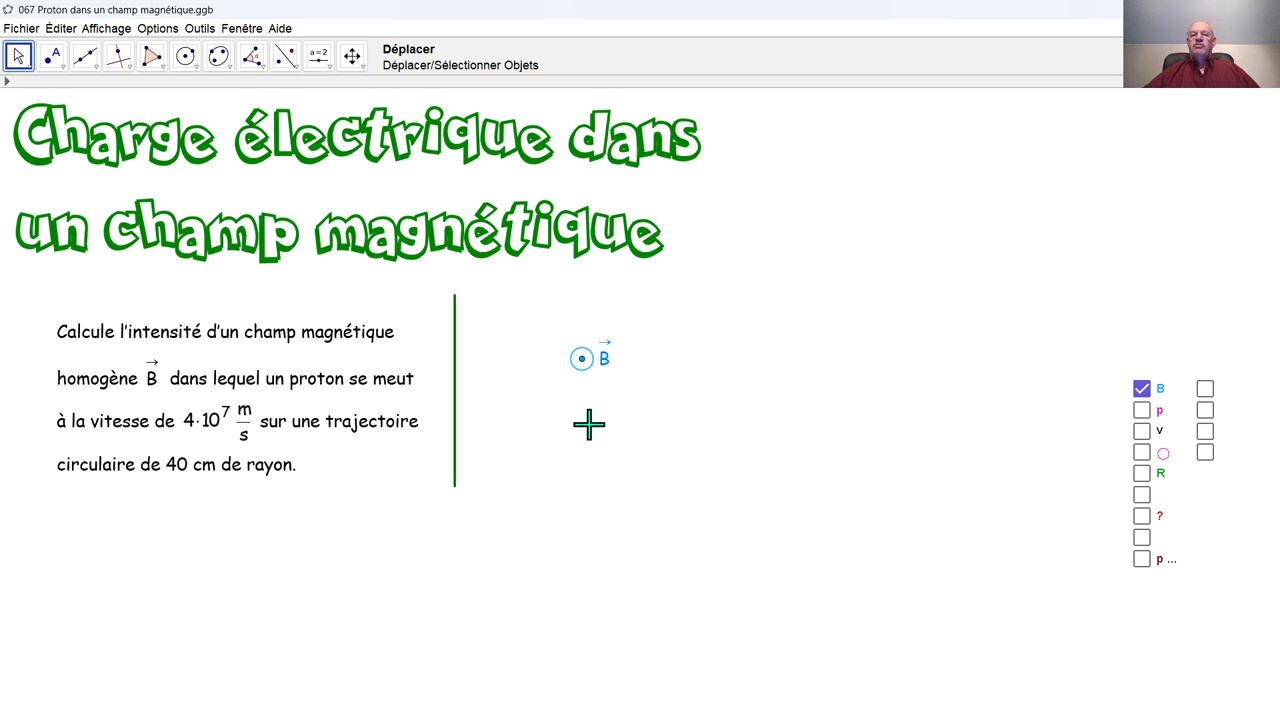 067 Proton dans un champ magnétique.ggb
Fichier Éditer Affichage Options Outils Fenêtre Aide
A
a=2
Déplacer
Déplacer/Sélectionner Objets
Charge électrique dans
un champ magnétique
Calcule l'intensité d'un champ magnétique
homogène B⃗ dans lequel un proton se meut
à la vitesse de 4·10⁷ m/s sur une trajectoire
circulaire de 40 cm de rayon.
B⃗
B
p
v
R
?
p ...